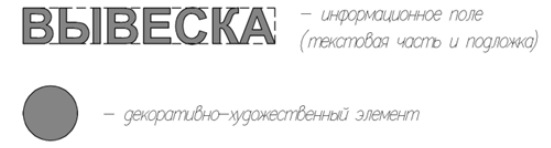 ВЫВЕСКА
– информационное поле
(текстовая часть и подложка)
– декоративно-художественный элемент